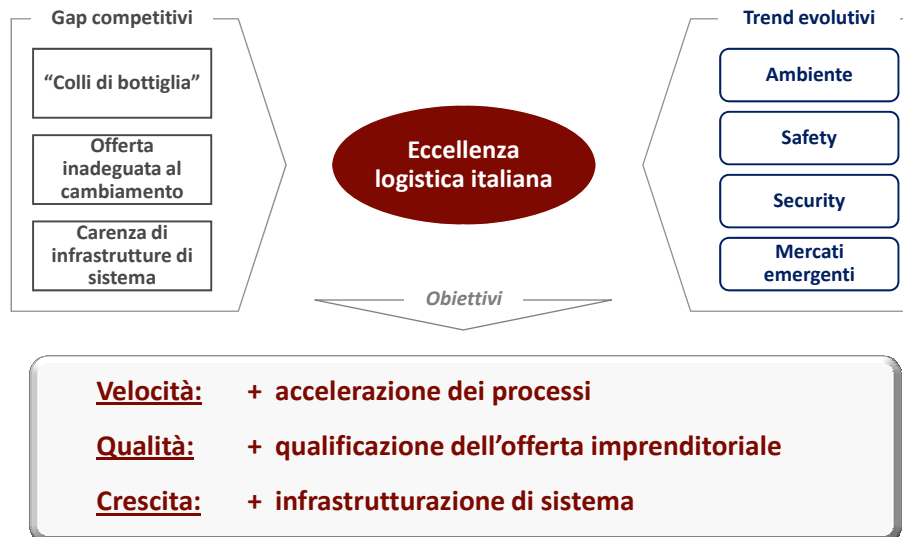 Gap competitivi
“Colli di bottiglia”
Offerta
inadeguata al
cambiamento
Carenza di
infrastrutture di
sistema
Eccellenza
logistica italiana
Trend evolutivi
Ambiente
Safety
Security
Mercati
emergenti
Obiettivi
Velocità: + accelerazione dei processi
Qualità: + qualificazione dell’offerta imprenditoriale
Crescita: + infrastrutturazione di sistema